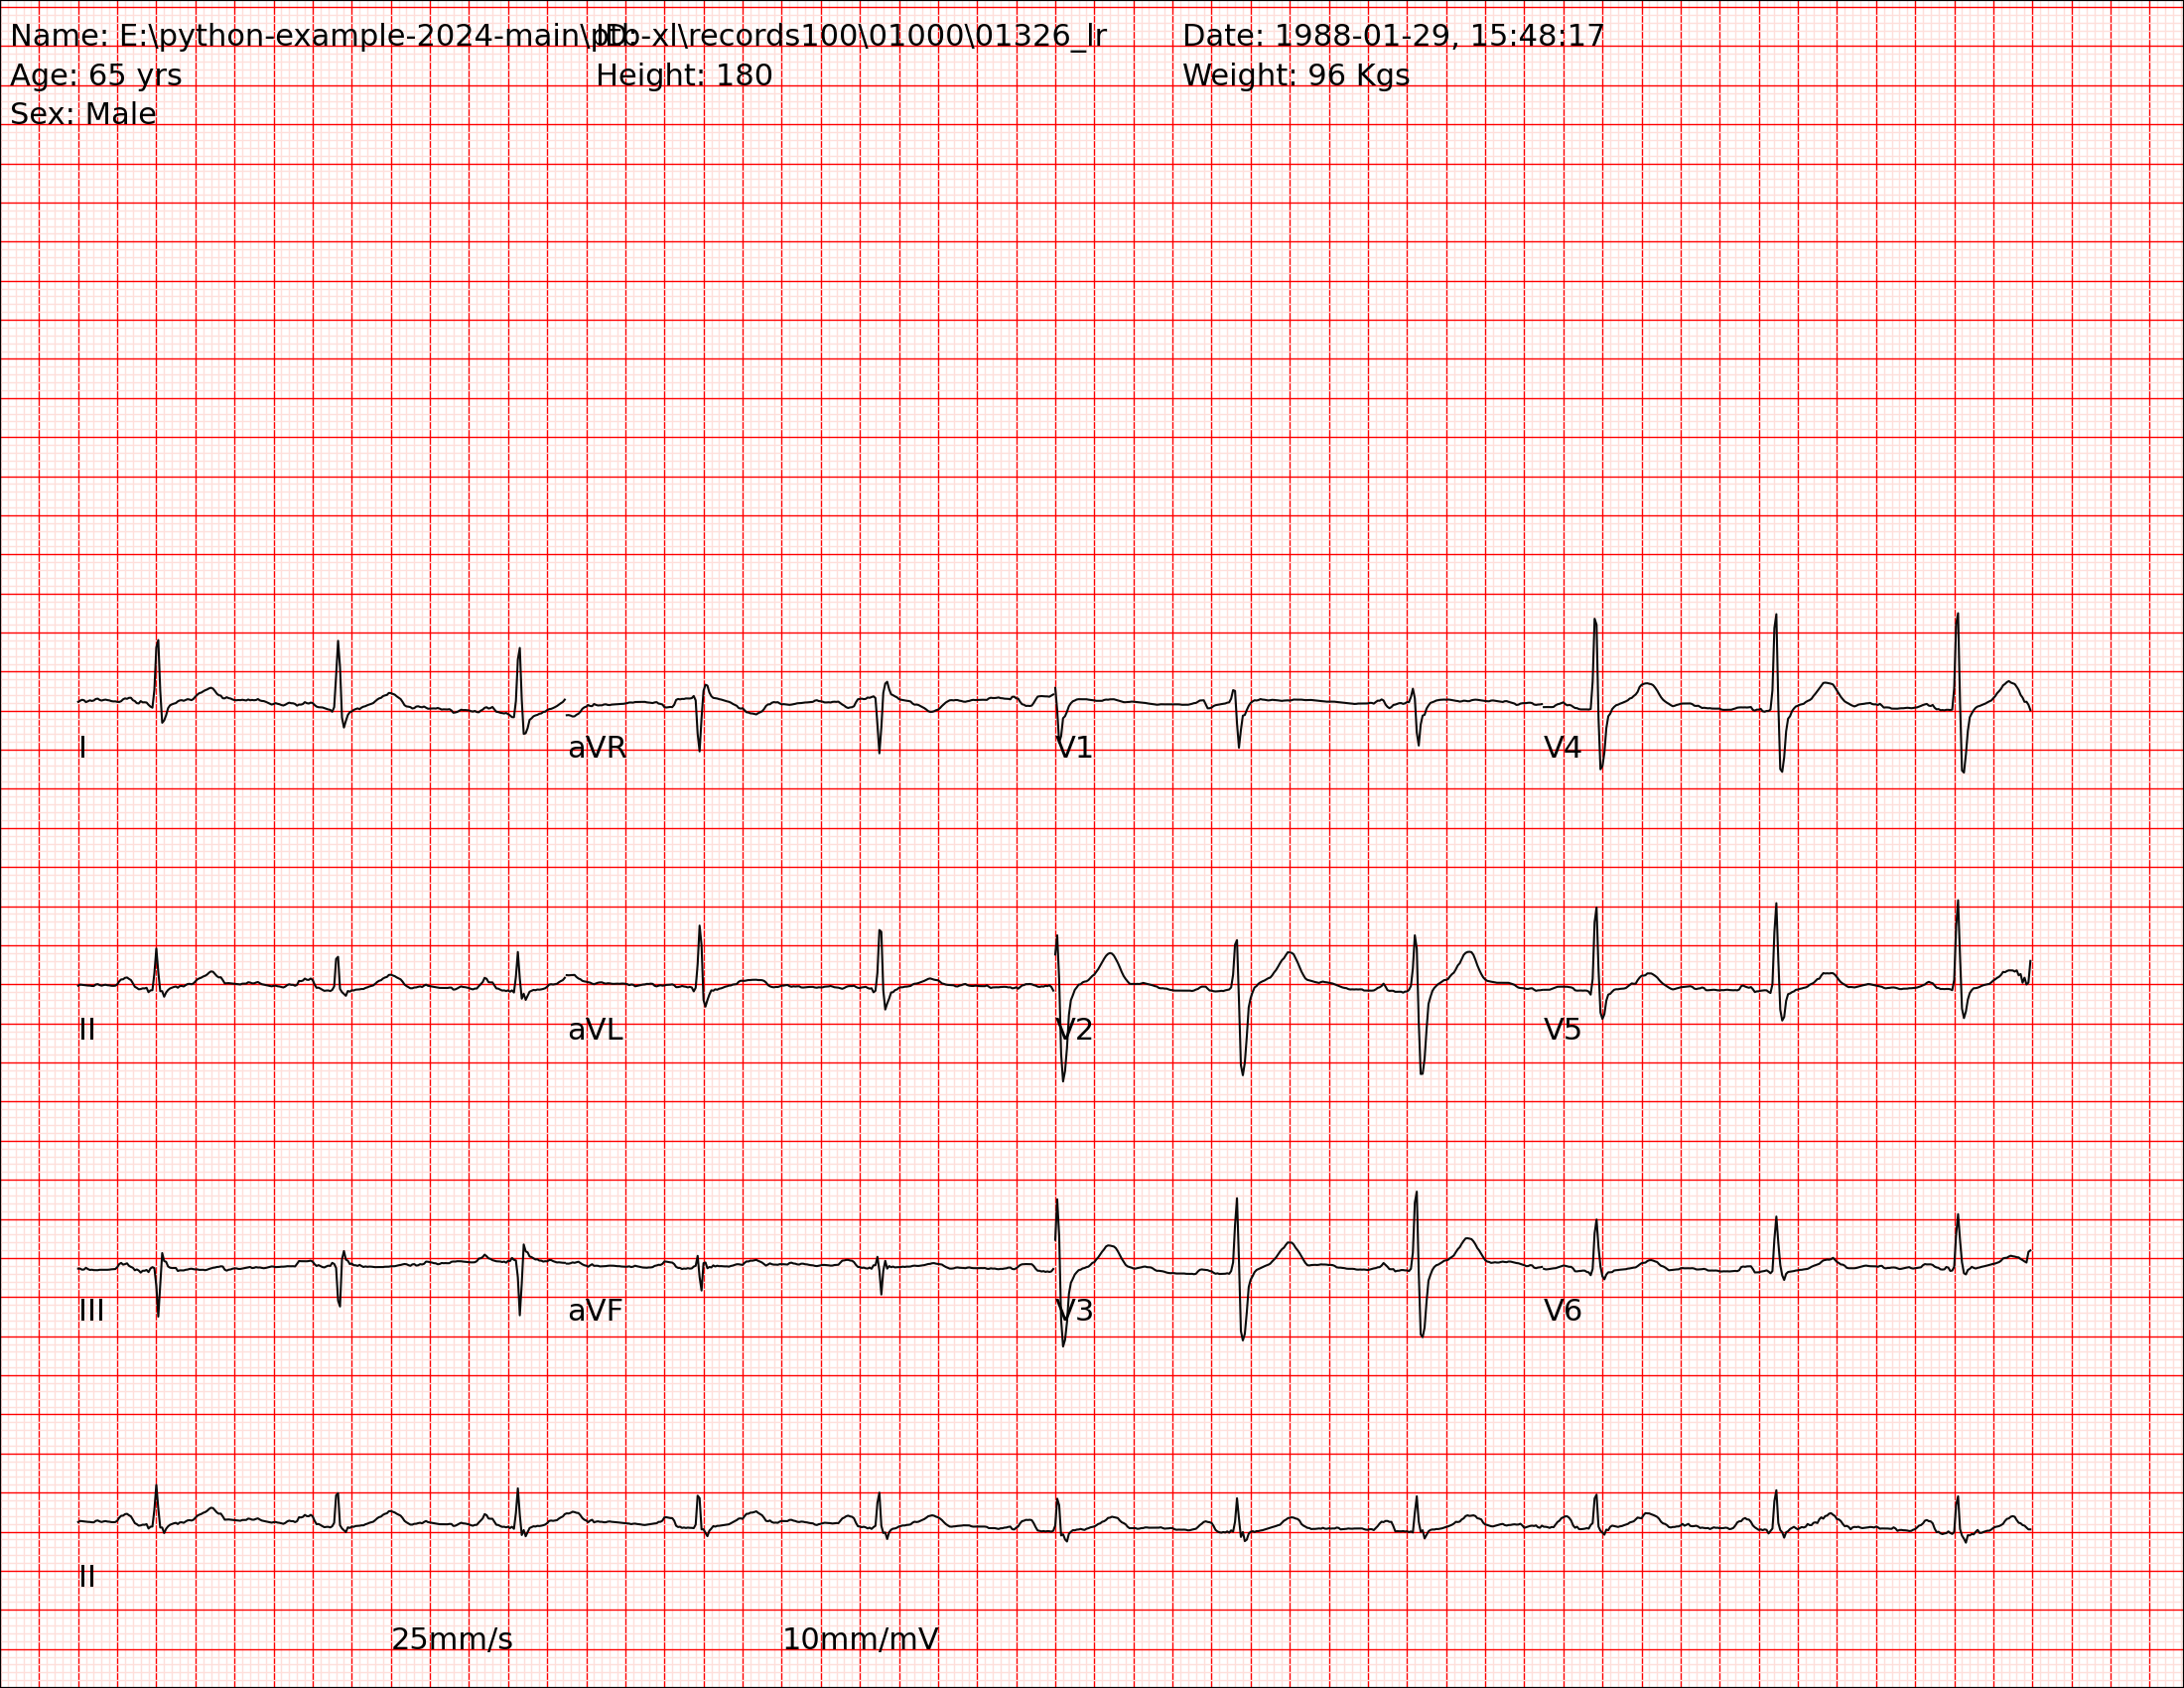 Name: E:\python-example-2024-main\ptb-xl\records100\01000\01326_lr ID: Date: 1988-01-29, 15:48:17
Age: 65 yrs Height: 180 Weight: 96 Kgs
Sex: Male
I aVR V1 V4
II aVL V2 V5
III aVF V3 V6
II
25mm/s 10mm/mV